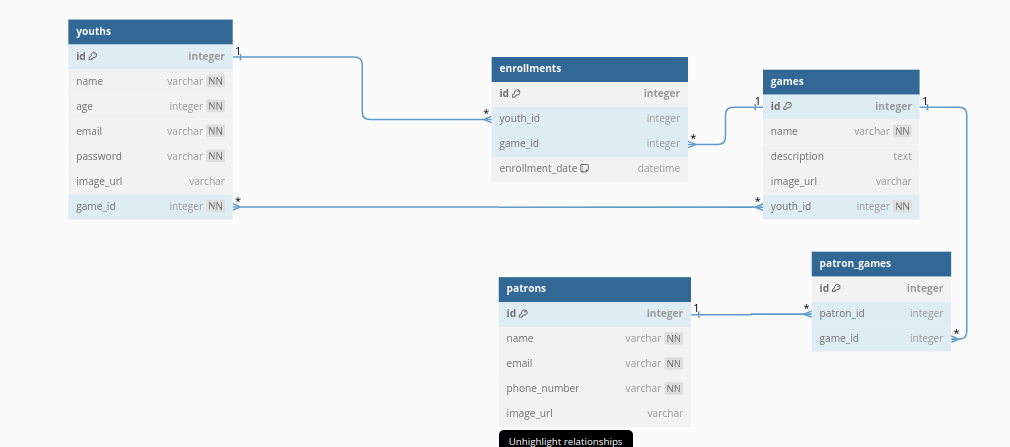 youths
id integer
name varchar NN
age integer NN
email varchar NN
password varchar NN
image_url varchar
game_id integer NN
1
*
*
enrollments
id integer
youth_id integer
game_id integer
enrollment_date datetime
*
*
1
1
games
id integer
name varchar NN
description text
image_url varchar
youth_id integer NN
patrons
id integer
name varchar NN
email varchar NN
phone_number varchar NN
image_url varchar
1
*
*
patron_games
id integer
patron_id integer
game_id integer
Unhighlight relationships